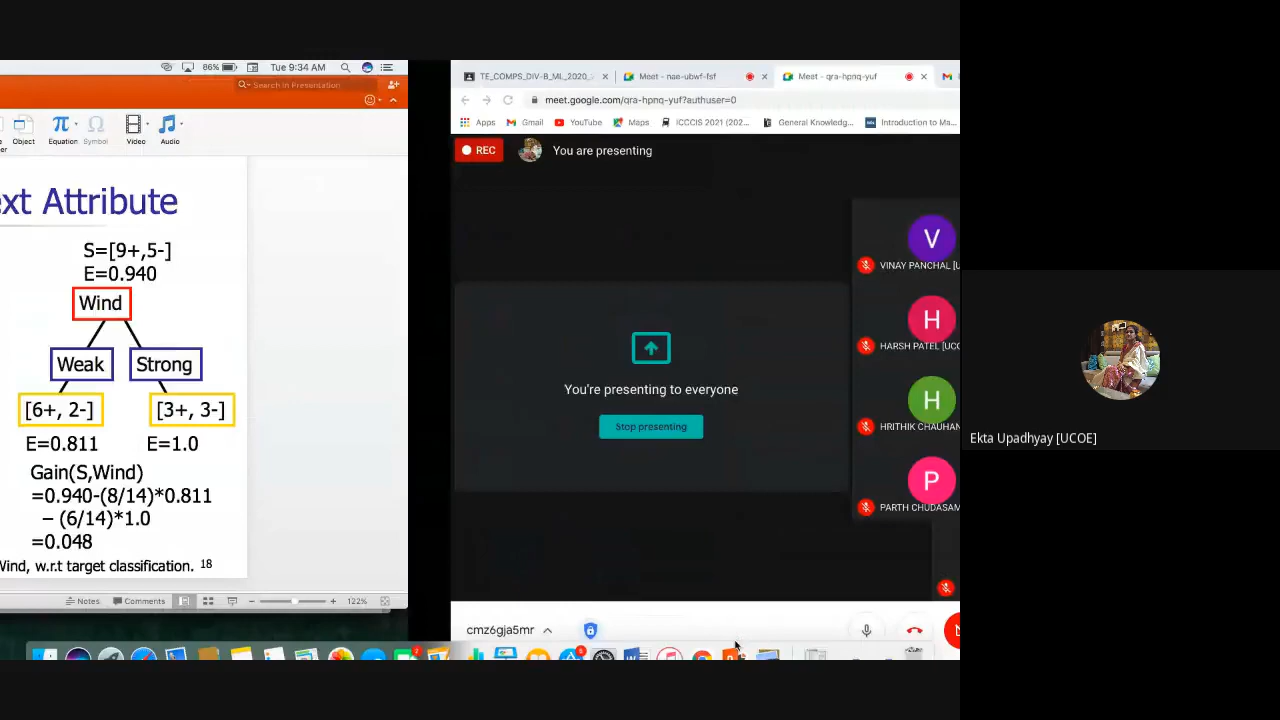 86%
Tue 9:34 AM
Search in Presentation
Object
Equation
Symbol
Video
Audio
xt Attribute
S=[9+,5-]
E=0.940
Wind
Weak
Strong
[6+, 2-]
[3+, 3-]
E=0.811
E=1.0
Gain(S,Wind)
=0.940-(8/14)*0.811
– (6/14)*1.0
=0.048
Wind, w.r.t target classification.
18
Notes
Comments
122%
TE_COMPS_DIV-B_ML_2020_
Meet - nae-ubwf-fsf
Meet - qra-hpnq-yuf
meet.google.com/qra-hpnq-yuf?authuser=0
Apps
Gmail
YouTube
Maps
ICCCIS 2021 (202...
General Knowledg...
Introduction to Ma...
REC
You are presenting
V
VINAY PANCHAL [U
H
HARSH PATEL [UCO
H
HRITHIK CHAUHAN
P
PARTH CHUDASAM
You're presenting to everyone
Stop presenting
cmz6gja5mr
Ekta Upadhyay [UCOE]